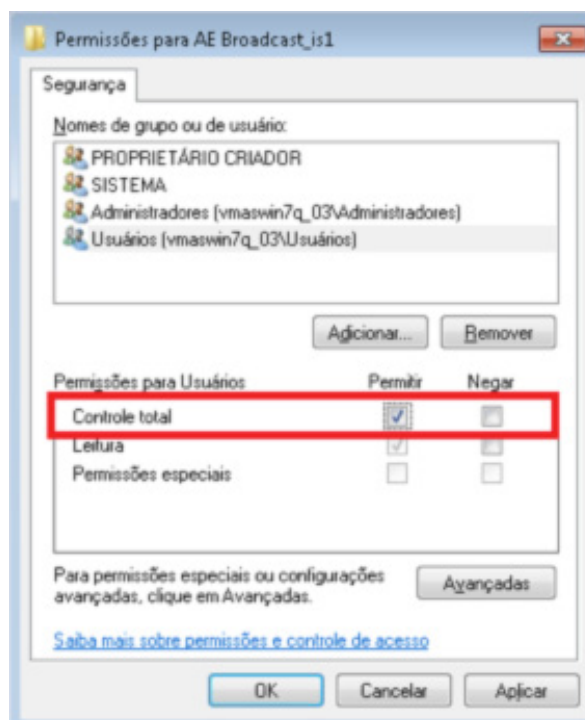 Permissões para AE Broadcast_is1
Segurança
Nomes de grupo ou de usuário:
PROPRIETÁRIO CRIADOR
SISTEMA
Administradores (vmaswin7q_03\Administradores)
Usuários (vmaswin7q_03\Usuários)
Adicionar... Remover
Permissões para Usuários Permitir Negar
Controle total
Leitura
Permissões especiais
Para permissões especiais ou configurações
avançadas, clique em Avançadas.
Avançadas
Saiba mais sobre permissões e controle de acesso
OK Cancelar Aplicar